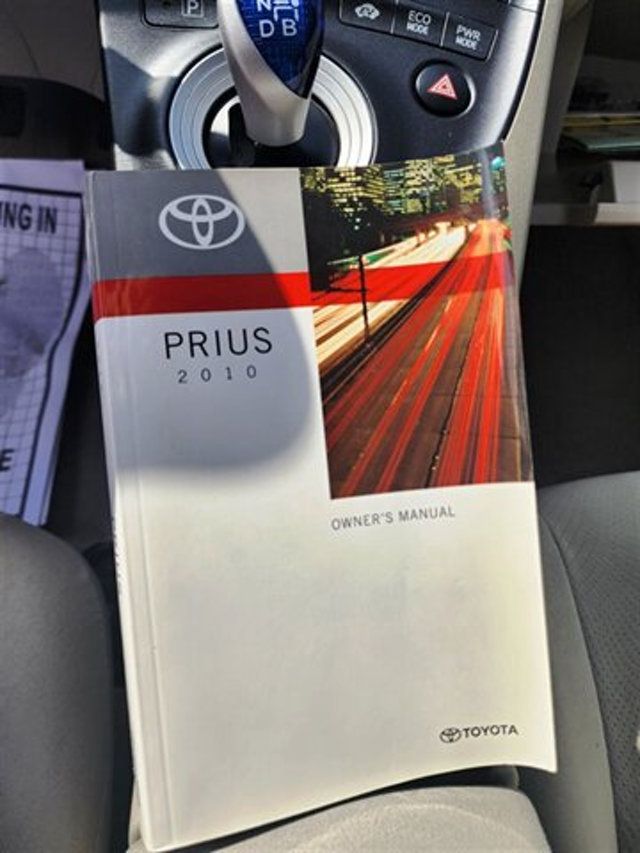 P
N
D B
ECO
MODE
PWR
MODE
NG IN
E
PRIUS
2010
OWNER'S MANUAL
TOYOTA